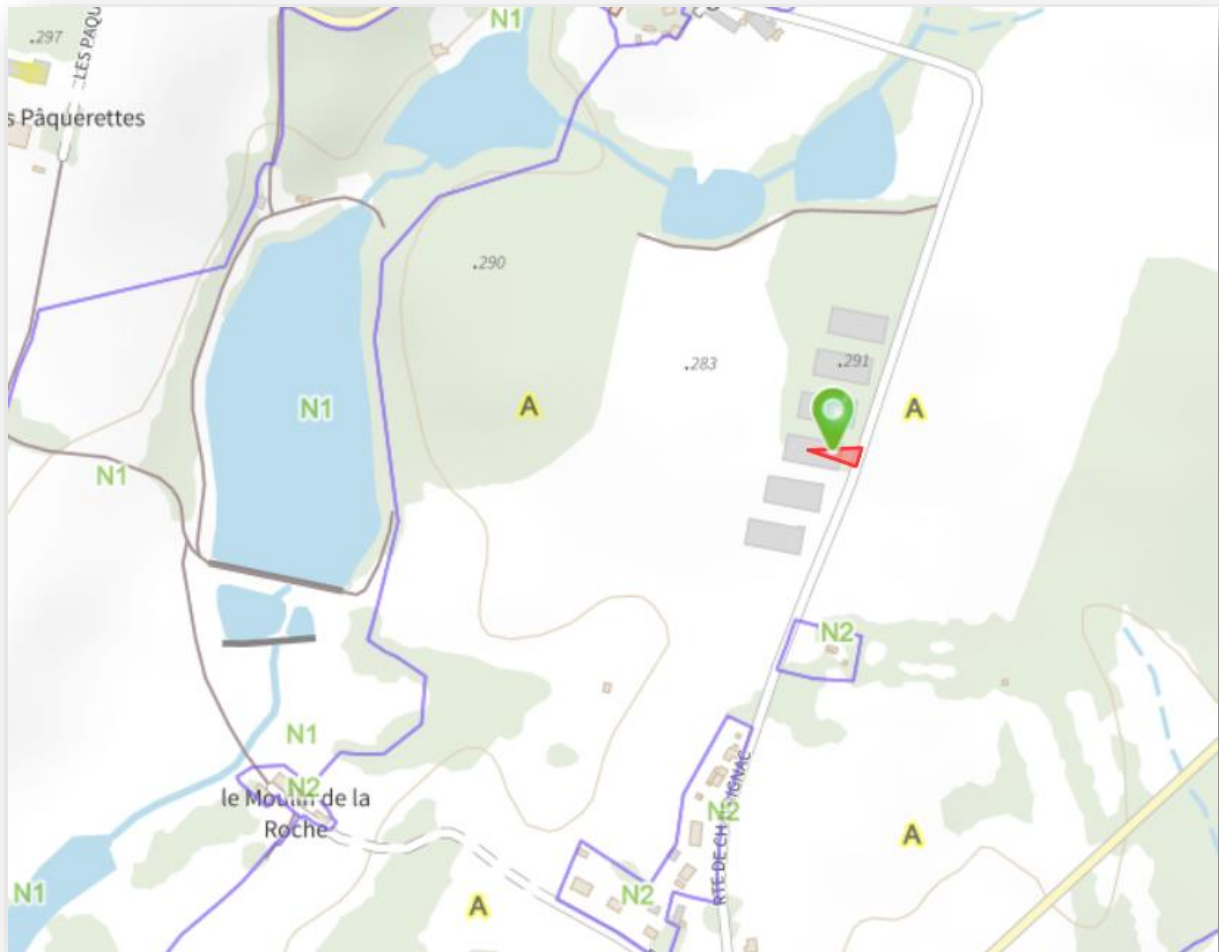 N1
.297
LES PAQU
s Pâquerettes
.290
.283
.291
N1
A
A
N1
N2
N1
N2
le Moulin de la
Roche
N2
A
N1
N2
A